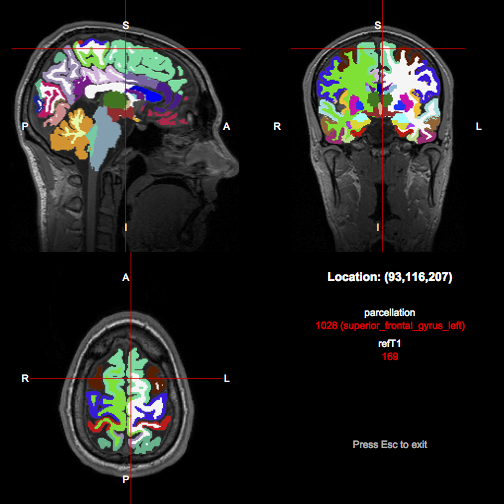 S
S
P
A
R
L
I
I
A
Location: (93,116,207)
parcellation
1028 (superior_frontal_gyrus_left)
refT1
169
R
L
Press Esc to exit
P